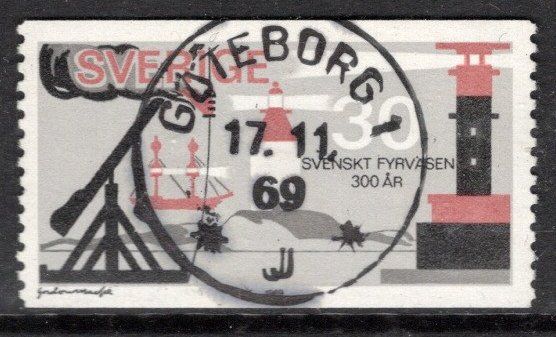 SVERIGE
GÖTEBORG 1
30
17. 11.
SVENSKT FYRVÄSEN
300 ÅR
69